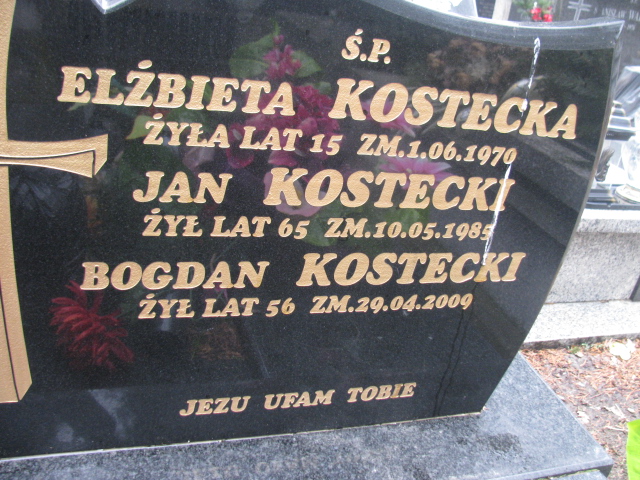 Ś.P.
ELŻBIETA KOSTECKA
ŻYŁA LAT 15 ZM.1.06.1970
JAN KOSTECKI
ŻYŁ LAT 65 ZM.10.05.1985
BOGDAN KOSTECKI
ŻYŁ LAT 56 ZM.29.04.2009
JEZU UFAM TOBIE